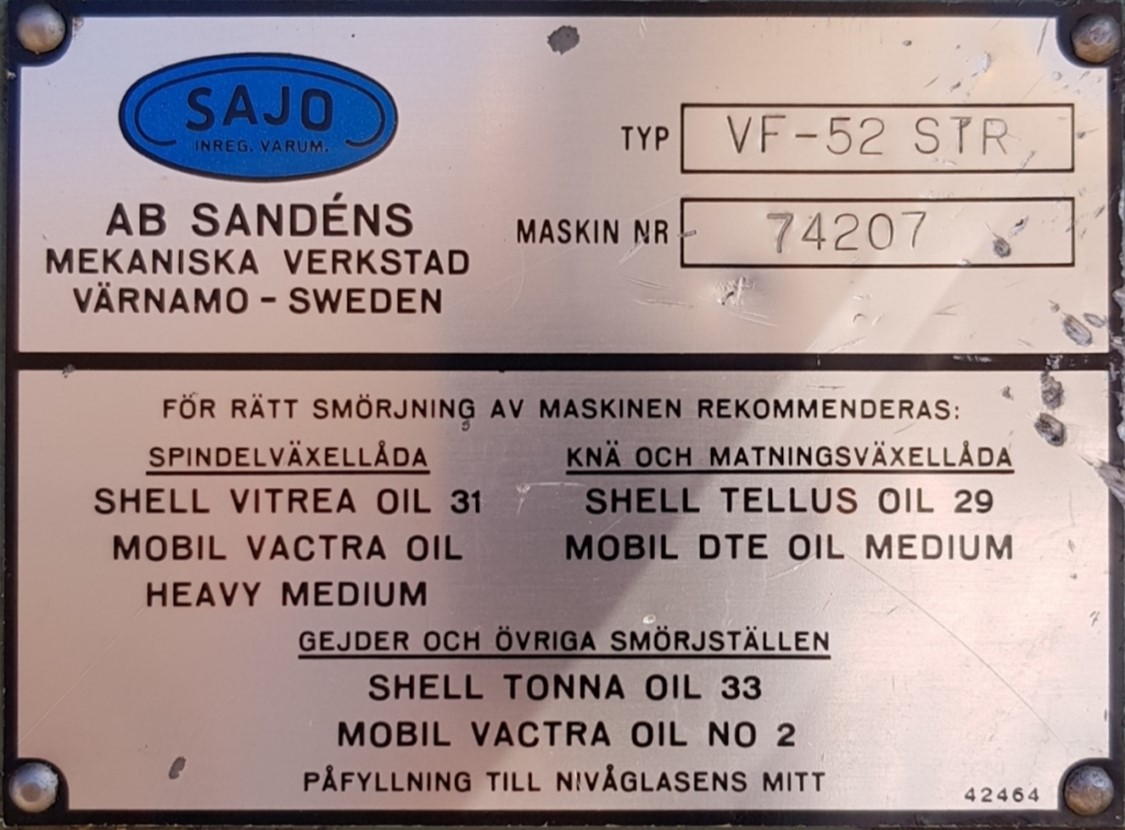 SAJO
INREG. VARUM.
AB SANDÉNS
MEKANISKA VERKSTAD
VÄRNAMO - SWEDEN
TYP VF-52 STR
MASKIN NR 74207
FÖR RÄTT SMÖRJNING AV MASKINEN REKOMMENDERAS:
SPINDELVÄXELLÅDA
SHELL VITREA OIL 31
MOBIL VACTRA OIL
HEAVY MEDIUM
KNÄ OCH MATNINGSVÄXELLÅDA
SHELL TELLUS OIL 29
MOBIL DTE OIL MEDIUM
GEJDER OCH ÖVRIGA SMÖRJSTÄLLEN
SHELL TONNA OIL 33
MOBIL VACTRA OIL NO 2
PÅFYLLNING TILL NIVÅGLASENS MITT
42464